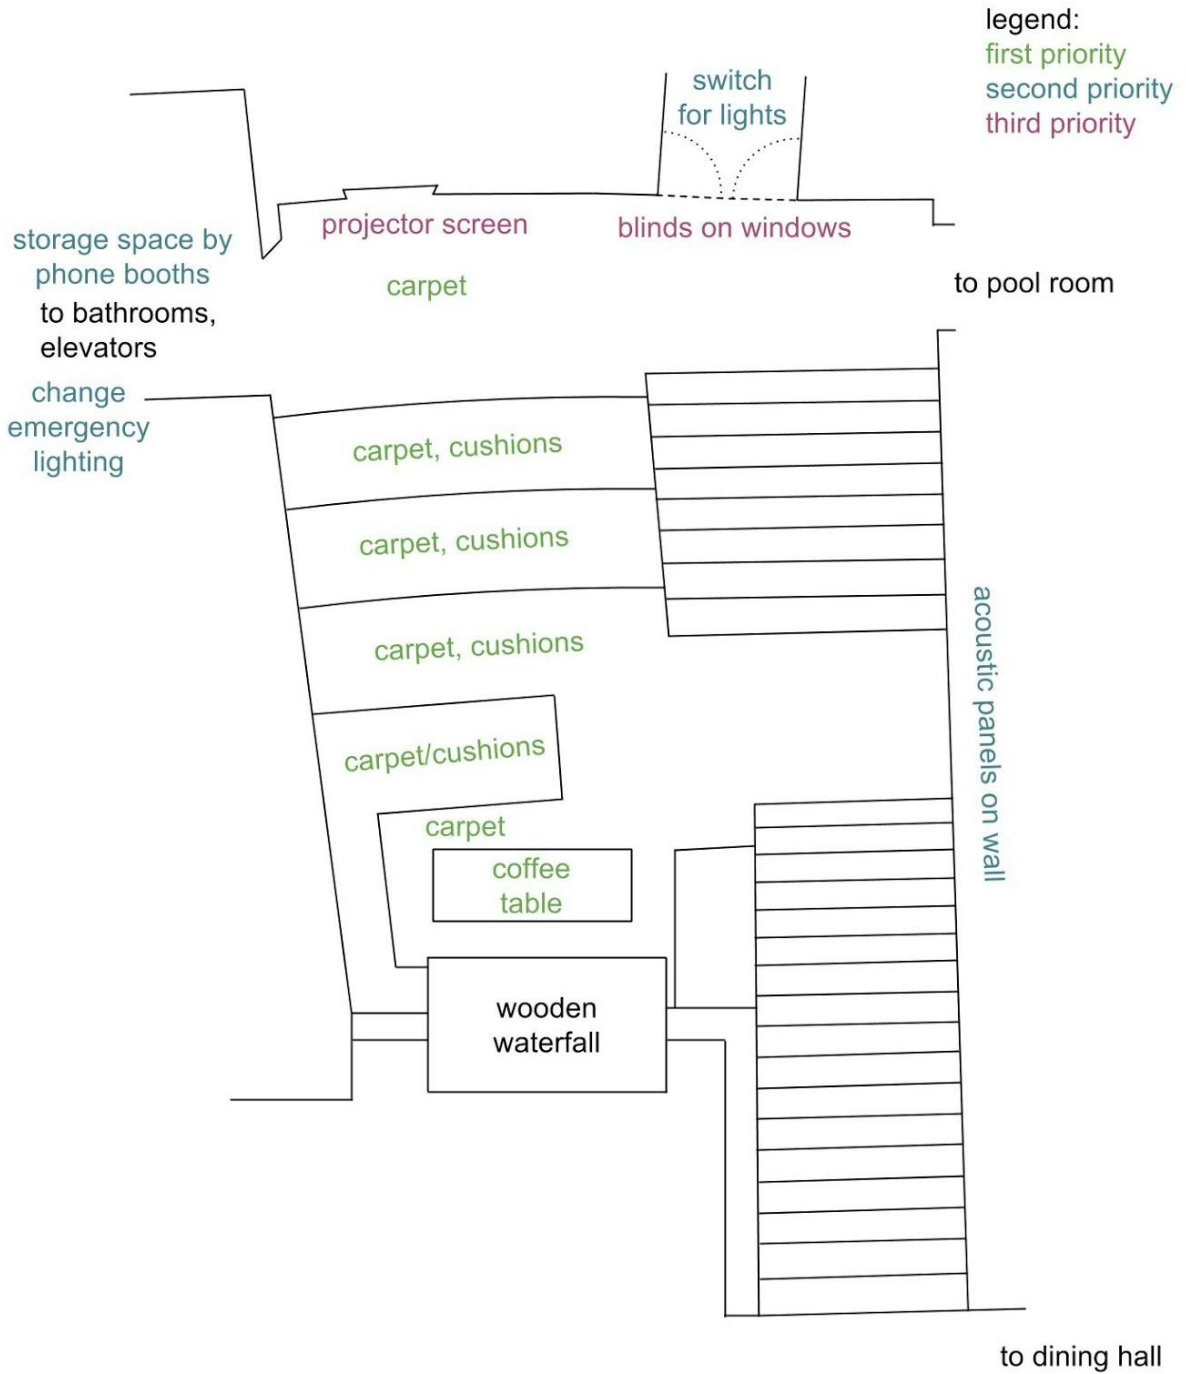 legend:
first priority
second priority
third priority
switch
for lights
projector screen
blinds on windows
storage space by
phone booths
to bathrooms,
elevators
carpet
to pool room
change
emergency
lighting
carpet, cushions
carpet, cushions
carpet, cushions
acoustic panels on wall
carpet/cushions
carpet
coffee
table
wooden
waterfall
to dining hall